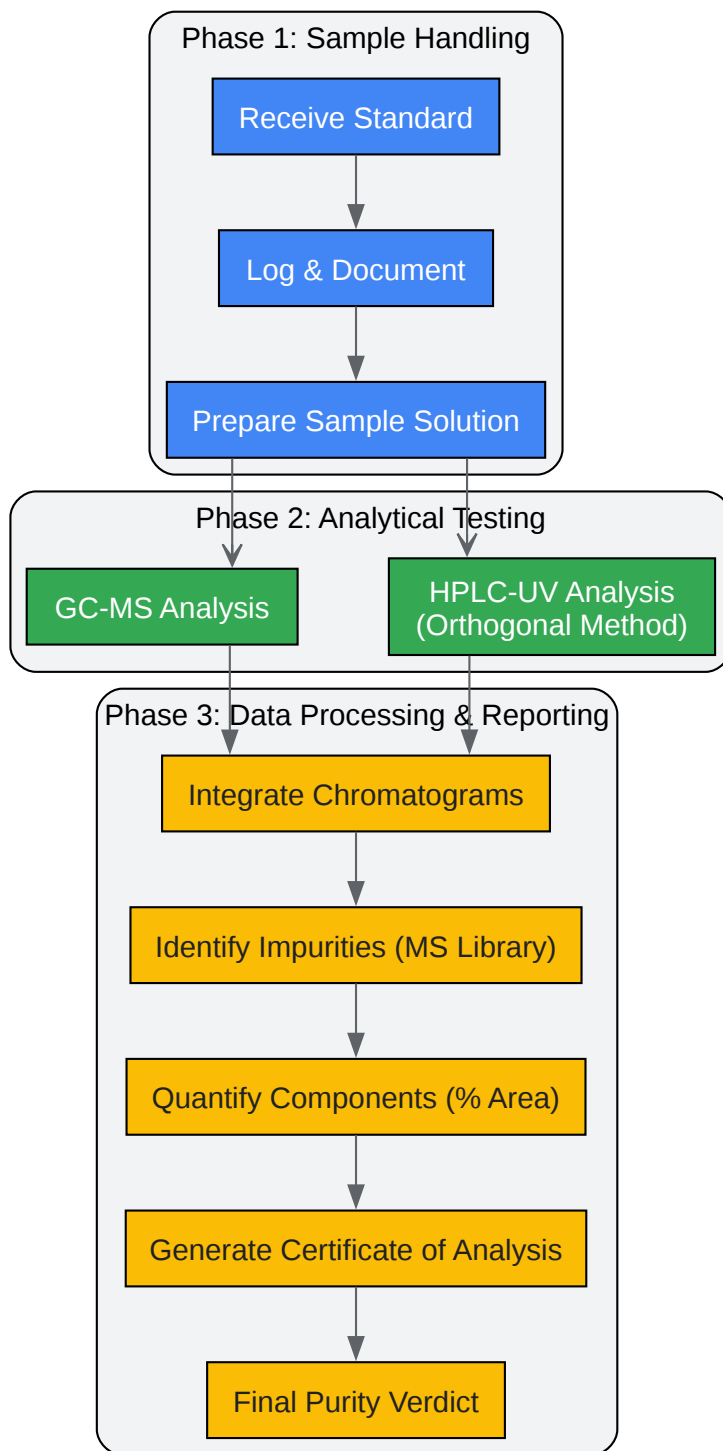 Phase 1: Sample Handling
Receive Standard
Log & Document
Prepare Sample Solution
Phase 2: Analytical Testing
GC-MS Analysis
HPLC-UV Analysis
(Orthogonal Method)
Phase 3: Data Processing & Reporting
Integrate Chromatograms
Identify Impurities (MS Library)
Quantify Components (% Area)
Generate Certificate of Analysis
Final Purity Verdict